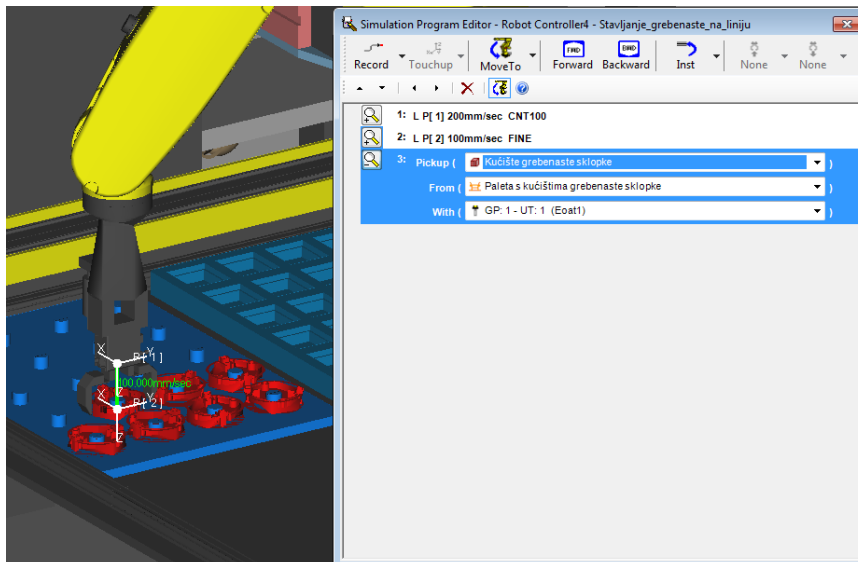 Simulation Program Editor - Robot Controller4 - Stavljanje_grebenaste_na_liniju
Record
Touchup
MoveTo
FWD
Forward
BWD
Backward
Inst
None
None
1: L P[ 1] 200mm/sec CNT100
2: L P[ 2] 100mm/sec FINE
3: Pickup ( Kućište grebenaste sklopke )
From ( Paleta s kućištima grebenaste sklopke )
With ( GP: 1 - UT: 1 (Eoat1) )
X Y P[ 1]
Z
100.000mm/sec
X Y P[ 2]
Z